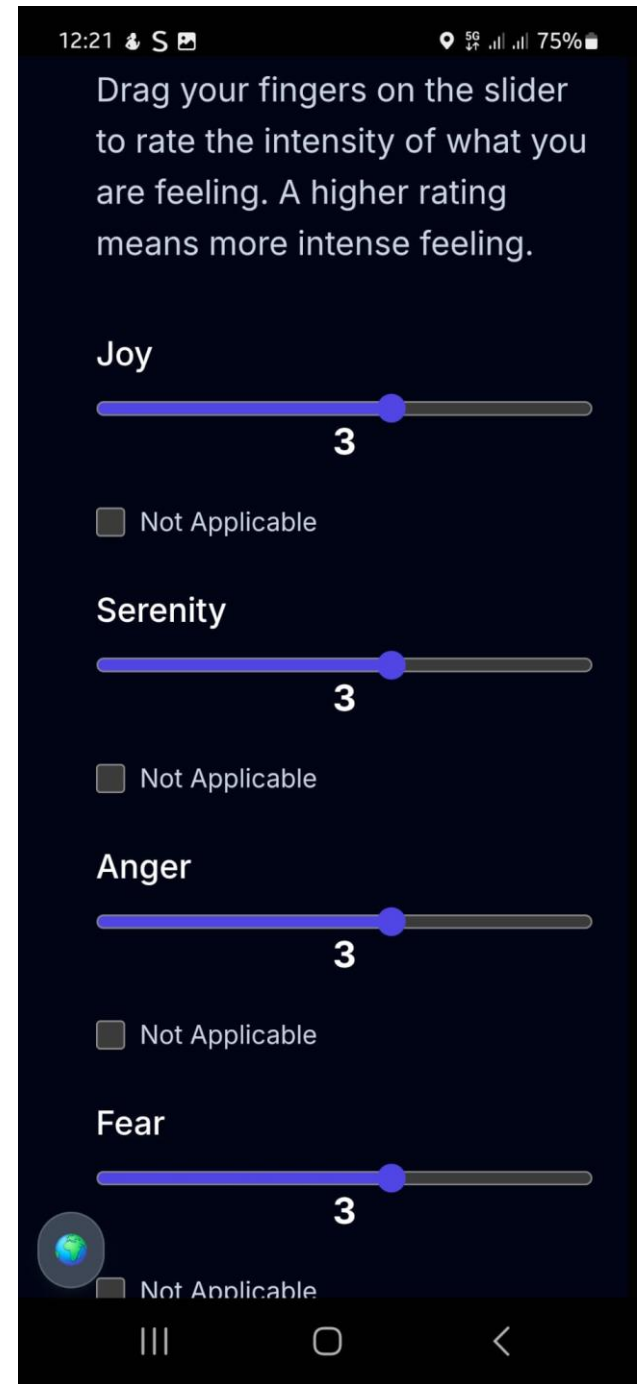 12:21 S 5G 75%
Drag your fingers on the slider
to rate the intensity of what you
are feeling. A higher rating
means more intense feeling.
Joy
3
Not Applicable
Serenity
3
Not Applicable
Anger
3
Not Applicable
Fear
3
Not Applicable